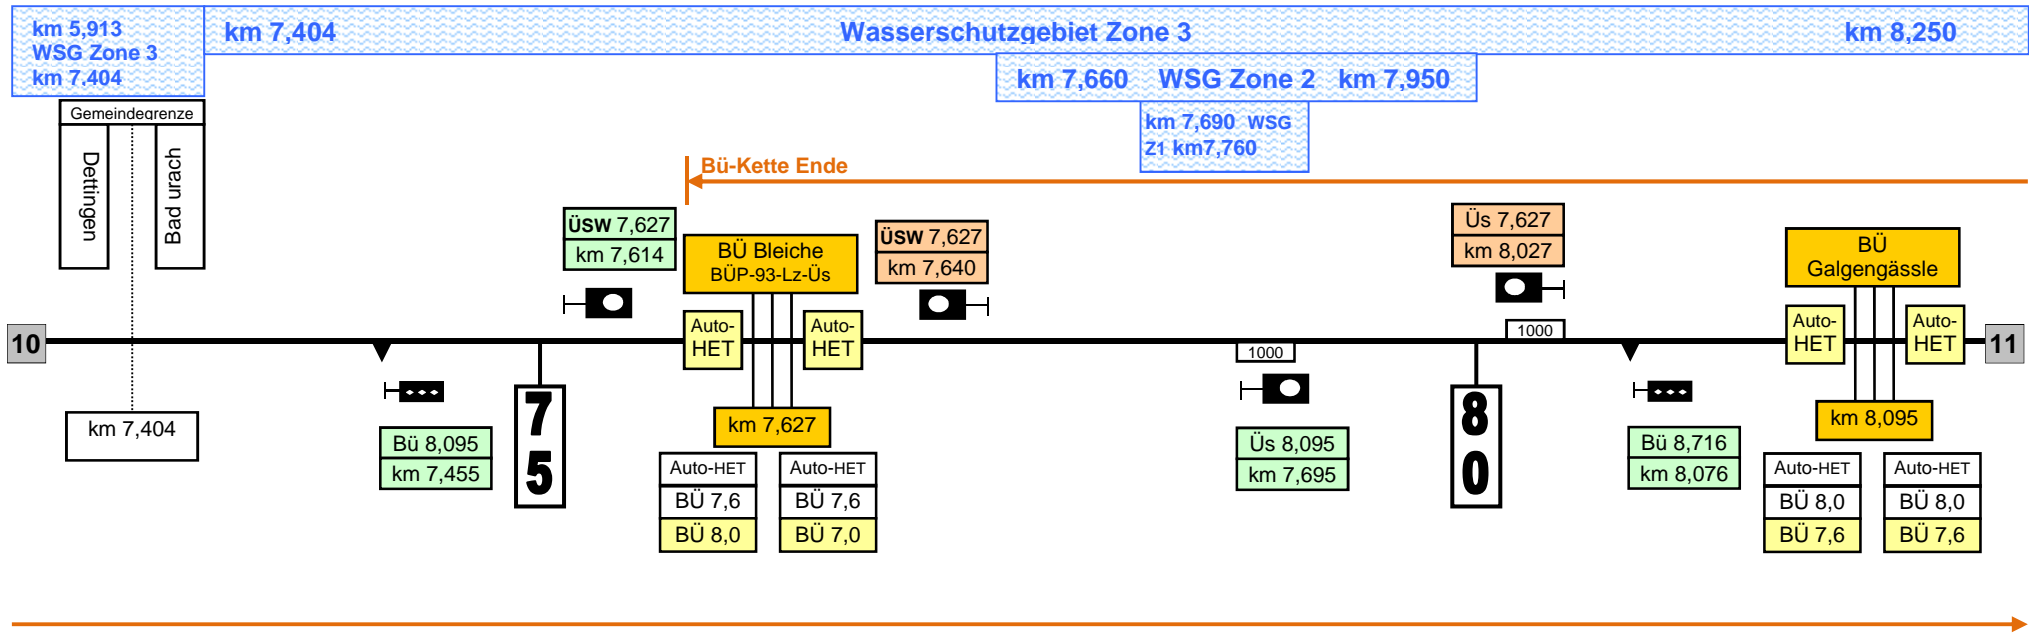 km 5,913
WSG Zone 3
km 7,404
km 7,404 Wasserschutzgebiet Zone 3 km 8,250
km 7,660 WSG Zone 2 km 7,950
km 7,690 WSG
Z1 km7,760
Gemeindegrenze
Dettingen
Bad urach
Bü-Kette Ende
ÜSW 7,627
km 7,614
BÜ Bleiche
BÜP-93-Lz-Üs
ÜSW 7,627
km 7,640
Üs 7,627
km 8,027
BÜ
Galgengässle
10
Auto-
HET
Auto-
HET
1000
1000
Auto-
HET
Auto-
HET
11
km 7,404
Bü 8,095
km 7,455
75
km 7,627
Auto-HET
BÜ 7,6
BÜ 8,0
Auto-HET
BÜ 7,6
BÜ 7,0
Üs 8,095
km 7,695
80
Bü 8,716
km 8,076
km 8,095
Auto-HET
BÜ 8,0
BÜ 7,6
Auto-HET
BÜ 8,0
BÜ 7,6